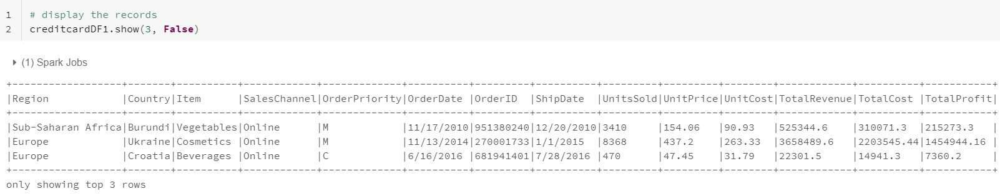 1 # display the records
2 creditcardDF1.show(3, False)
(1) Spark Jobs
+------------------+-------+----------+------------+-------------+----------+---------+----------+---------+---------+--------+------------+----------+-----------+
|Region            |Country|Item      |SalesChannel|OrderPriority|OrderDate |OrderID  |ShipDate  |UnitsSold|UnitPrice|UnitCost|TotalRevenue|TotalCost |TotalProfit|
+------------------+-------+----------+------------+-------------+----------+---------+----------+---------+---------+--------+------------+----------+-----------+
|Sub-Saharan Africa|Burundi|Vegetables|Online      |M            |11/17/2010|951380240|12/20/2010|3410     |154.06   |90.93   |525344.6    |310071.3  |215273.3   |
|Europe            |Ukraine|Cosmetics |Online      |M            |11/13/2014|270001733|1/1/2015  |8368     |437.2    |263.33  |3658489.6   |2203545.44|1454944.16 |
|Europe            |Croatia|Beverages |Online      |C            |6/16/2016 |681941401|7/28/2016 |470      |47.45    |31.79   |22301.5     |14941.3   |7360.2     |
+------------------+-------+----------+------------+-------------+----------+---------+----------+---------+---------+--------+------------+----------+-----------+
only showing top 3 rows